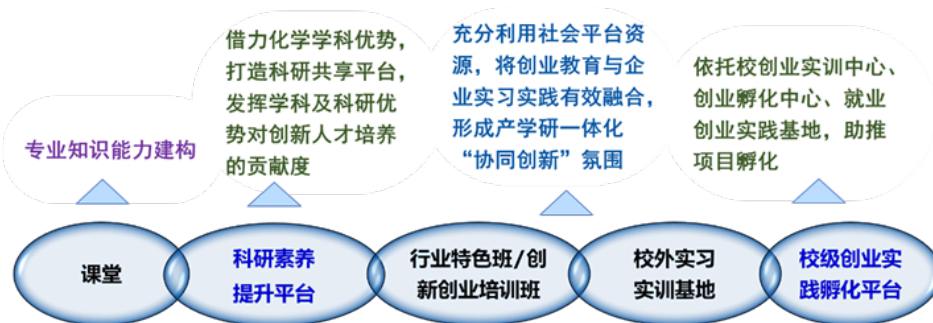 专业知识能力建构
借力化学学科优势，
打造科研共享平台，
发挥学科及科研优
势对创新人才培养
的贡献度
充分利用社会平台资
源，将创业教育与企
业实习实践有效融合，
形成产学研一体化
“协同创新”氛围
依托校创业实训中心、
创业孵化中心、就业
创业实践基地，助推
项目孵化
课堂
科研素养
提升平台
行业特色班/创
新创业培训班
校外实习
实训基地
校级创业实
践孵化平台